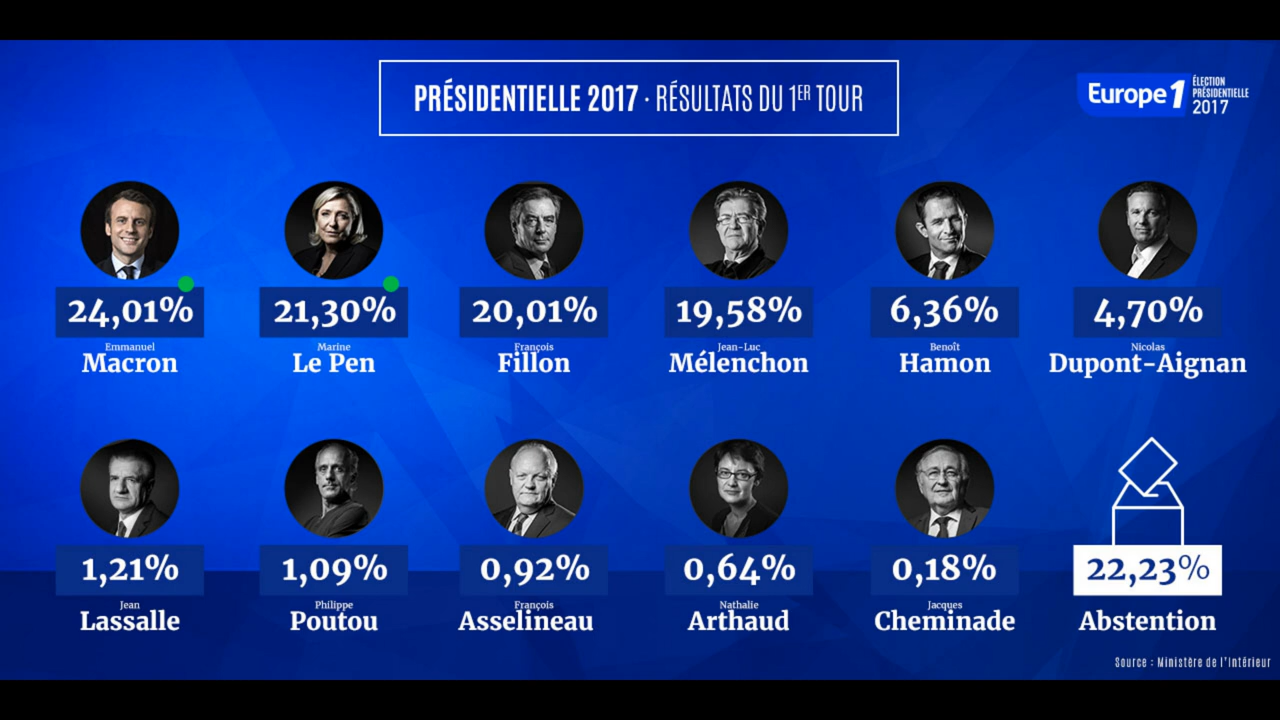 PRÉSIDENTIELLE 2017 · RÉSULTATS DU 1ER TOUR
Europe 1
ÉLECTION
PRÉSIDENTIELLE
2017
24,01%
Emmanuel
Macron
21,30%
Marine
Le Pen
20,01%
François
Fillon
19,58%
Jean-Luc
Mélenchon
6,36%
Benoît
Hamon
4,70%
Nicolas
Dupont-Aignan
1,21%
Jean
Lassalle
1,09%
Philippe
Poutou
0,92%
François
Asselineau
0,64%
Nathalie
Arthaud
0,18%
Jacques
Cheminade
22,23%
Abstention
Source : Ministère de l'Intérieur